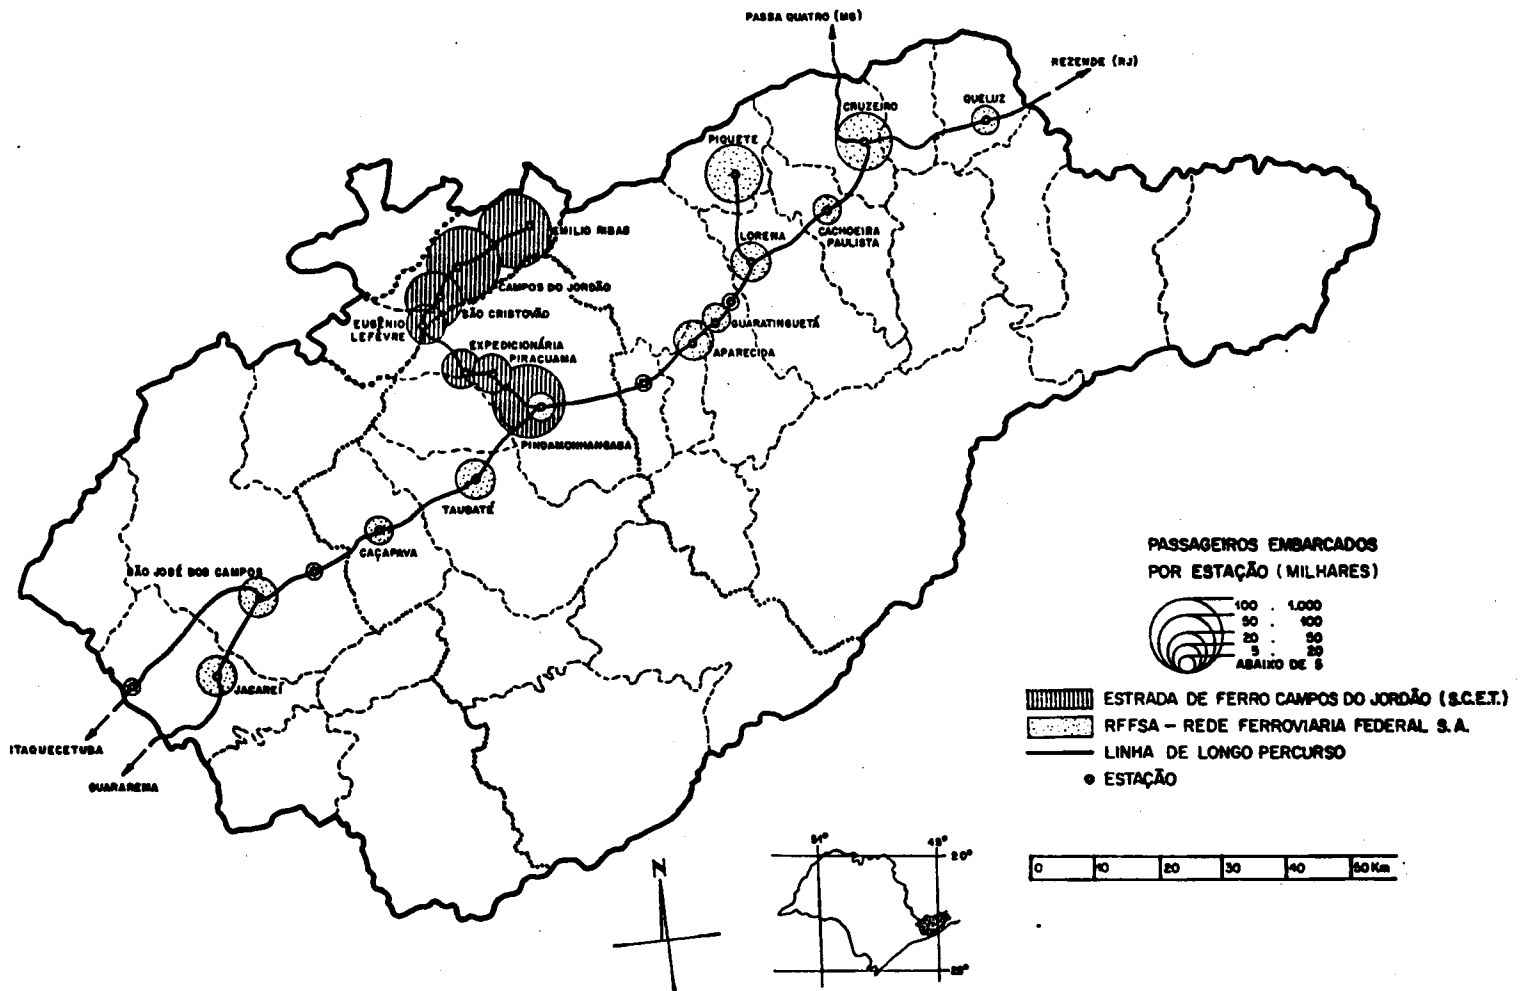 PASSA QUATRO (MG)
REZENDE (RJ)
QUELUZ
CRUZEIRO
PIQUETE
CACHOEIRA
PAULISTA
LORENA
EMILIO RIBAS
CAMPOS DO JORDÃO
SÃO CRISTOVÃO
EUGÊNIO
LEFÉVRE
GUARATINGUETÁ
APARECIDA
EXPEDICIONÁRIA
PIRACUAMA
PINDAMONHANGABA
TAUBATÉ
CAÇAPAVA
SÃO JOSÉ DOS CAMPOS
JACAREÍ
ITAQUECETUBA
GUARAREMA
PASSAGEIROS EMBARCADOS
POR ESTAÇÃO (MILHARES)
100 . 1.000
50 . 100
20 . 50
5 . 20
ABAIXO DE 5
ESTRADA DE FERRO CAMPOS DO JORDÃO (S.C.E.T.)
RFFSA - REDE FERROVIARIA FEDERAL S.A.
LINHA DE LONGO PERCURSO
ESTAÇÃO
N
20°
0 10 20 30 40 50 Km